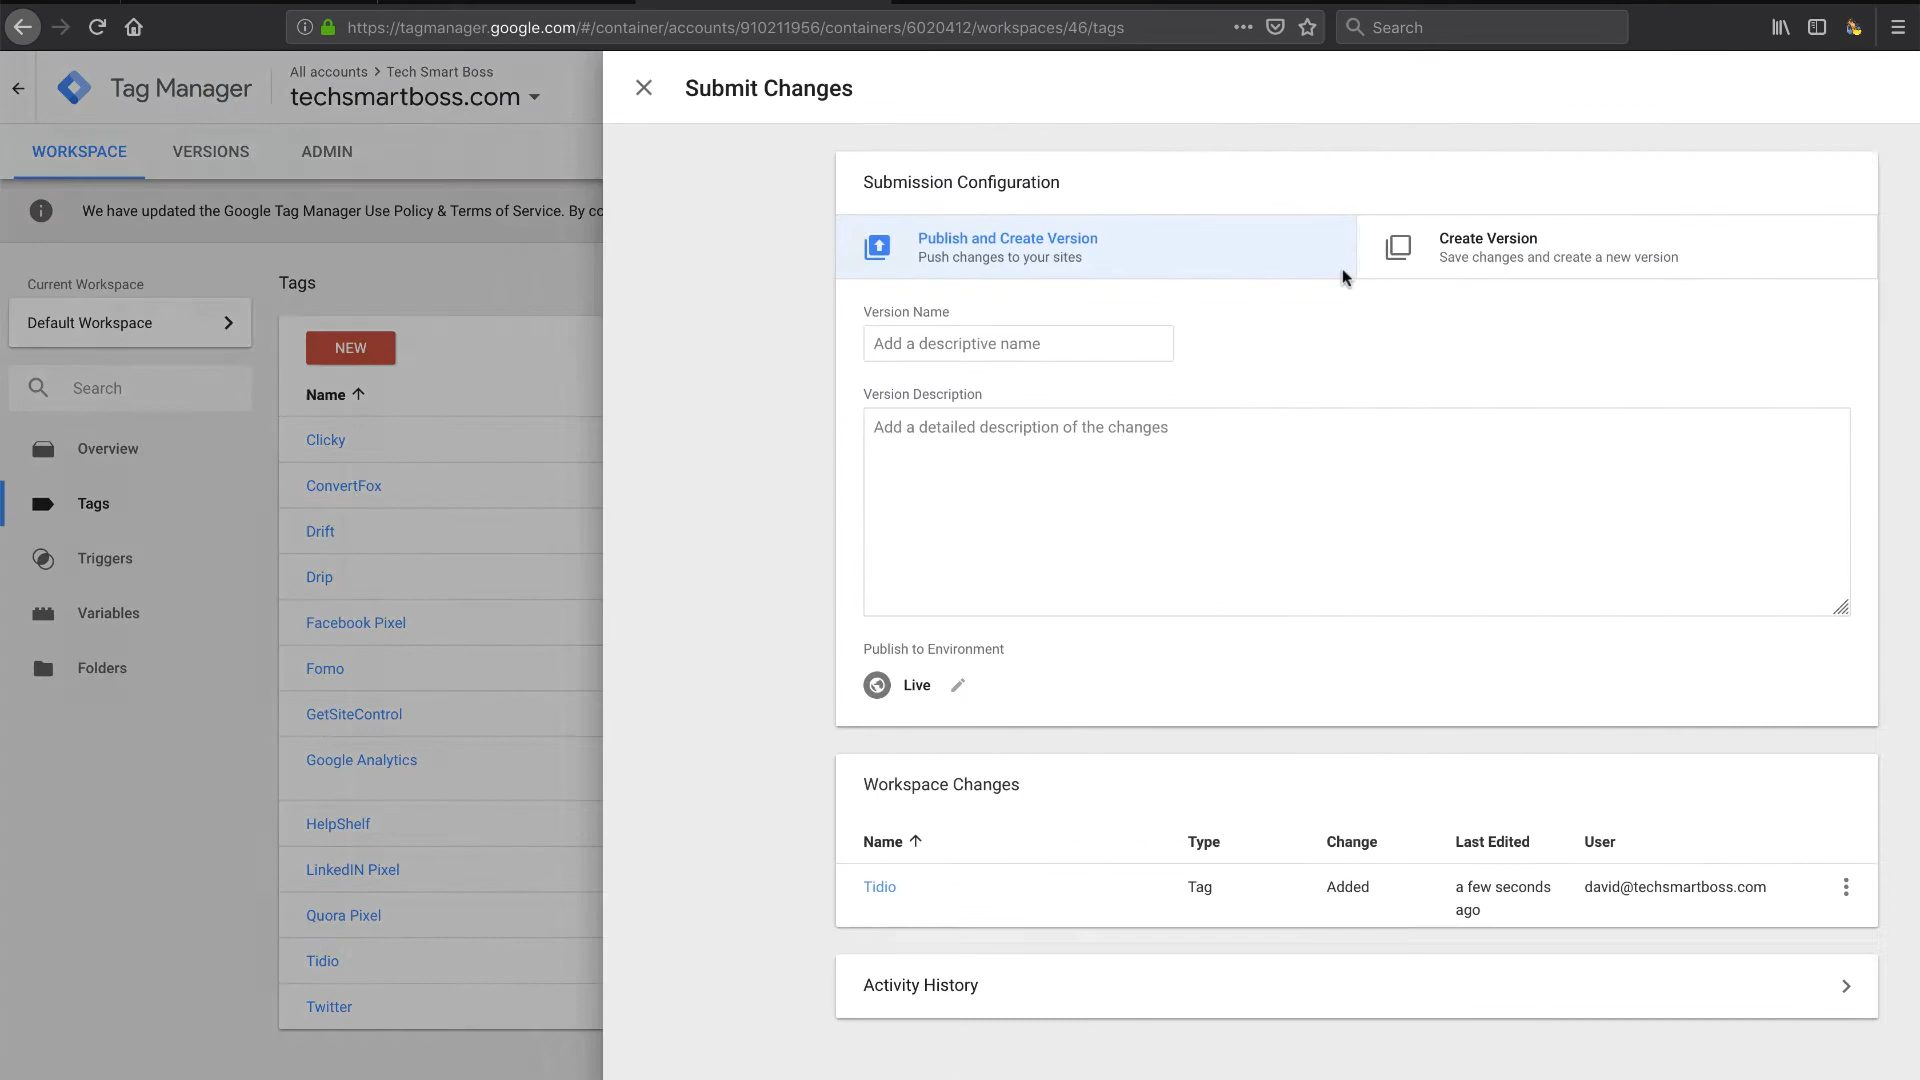 https://tagmanager.google.com/#/container/accounts/910211956/containers/6020412/workspaces/46/tags
Search
Tag Manager
All accounts > Tech Smart Boss
techsmartboss.com
WORKSPACE
VERSIONS
ADMIN
We have updated the Google Tag Manager Use Policy & Terms of Service. By co
Current Workspace
Default Workspace
Search
Overview
Tags
Triggers
Variables
Folders
Tags
NEW
Name
Clicky
ConvertFox
Drift
Drip
Facebook Pixel
Fomo
GetSiteControl
Google Analytics
HelpShelf
LinkedIN Pixel
Quora Pixel
Tidio
Twitter
Submit Changes
Submission Configuration
Publish and Create Version
Push changes to your sites
Create Version
Save changes and create a new version
Version Name
Add a descriptive name
Version Description
Add a detailed description of the changes
Publish to Environment
Live
Workspace Changes
Name Type Change Last Edited User
Tidio Tag Added a few seconds david@techsmartboss.com
ago
Activity History